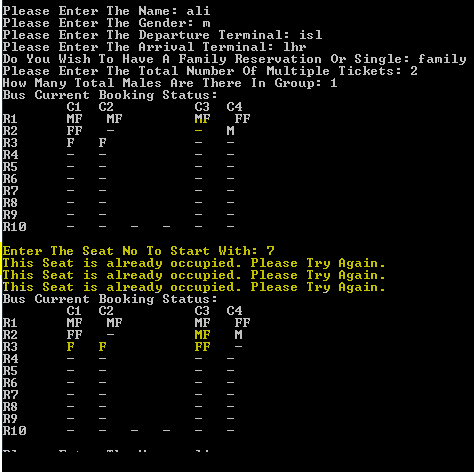 Please Enter The Name: ali
Please Enter The Gender: m
Please Enter The Departure Terminal: isl
Please Enter The Arrival Terminal: lhr
Do You Wish To Have A Family Reservation Or Single: family
Please Enter The Total Number Of Multiple Tickets: 2
How Many Total Males Are There In Group: 1
Bus Current Booking Status:
C1 C2 C3 C4
R1 MF MF MF FF
R2 FF - - M
R3 F F - -
R4 - - - -
R5 - - - -
R6 - - - -
R7 - - - -
R8 - - - -
R9 - - - -
R10 - - - - - -
Enter The Seat No To Start With: 7
This Seat is already occupied. Please Try Again.
This Seat is already occupied. Please Try Again.
This Seat is already occupied. Please Try Again.
Bus Current Booking Status:
C1 C2 C3 C4
R1 MF MF MF FF
R2 FF - MF M
R3 F F FF -
R4 - - - -
R5 - - - -
R6 - - - -
R7 - - - -
R8 - - - -
R9 - - - -
R10 - - - - - -